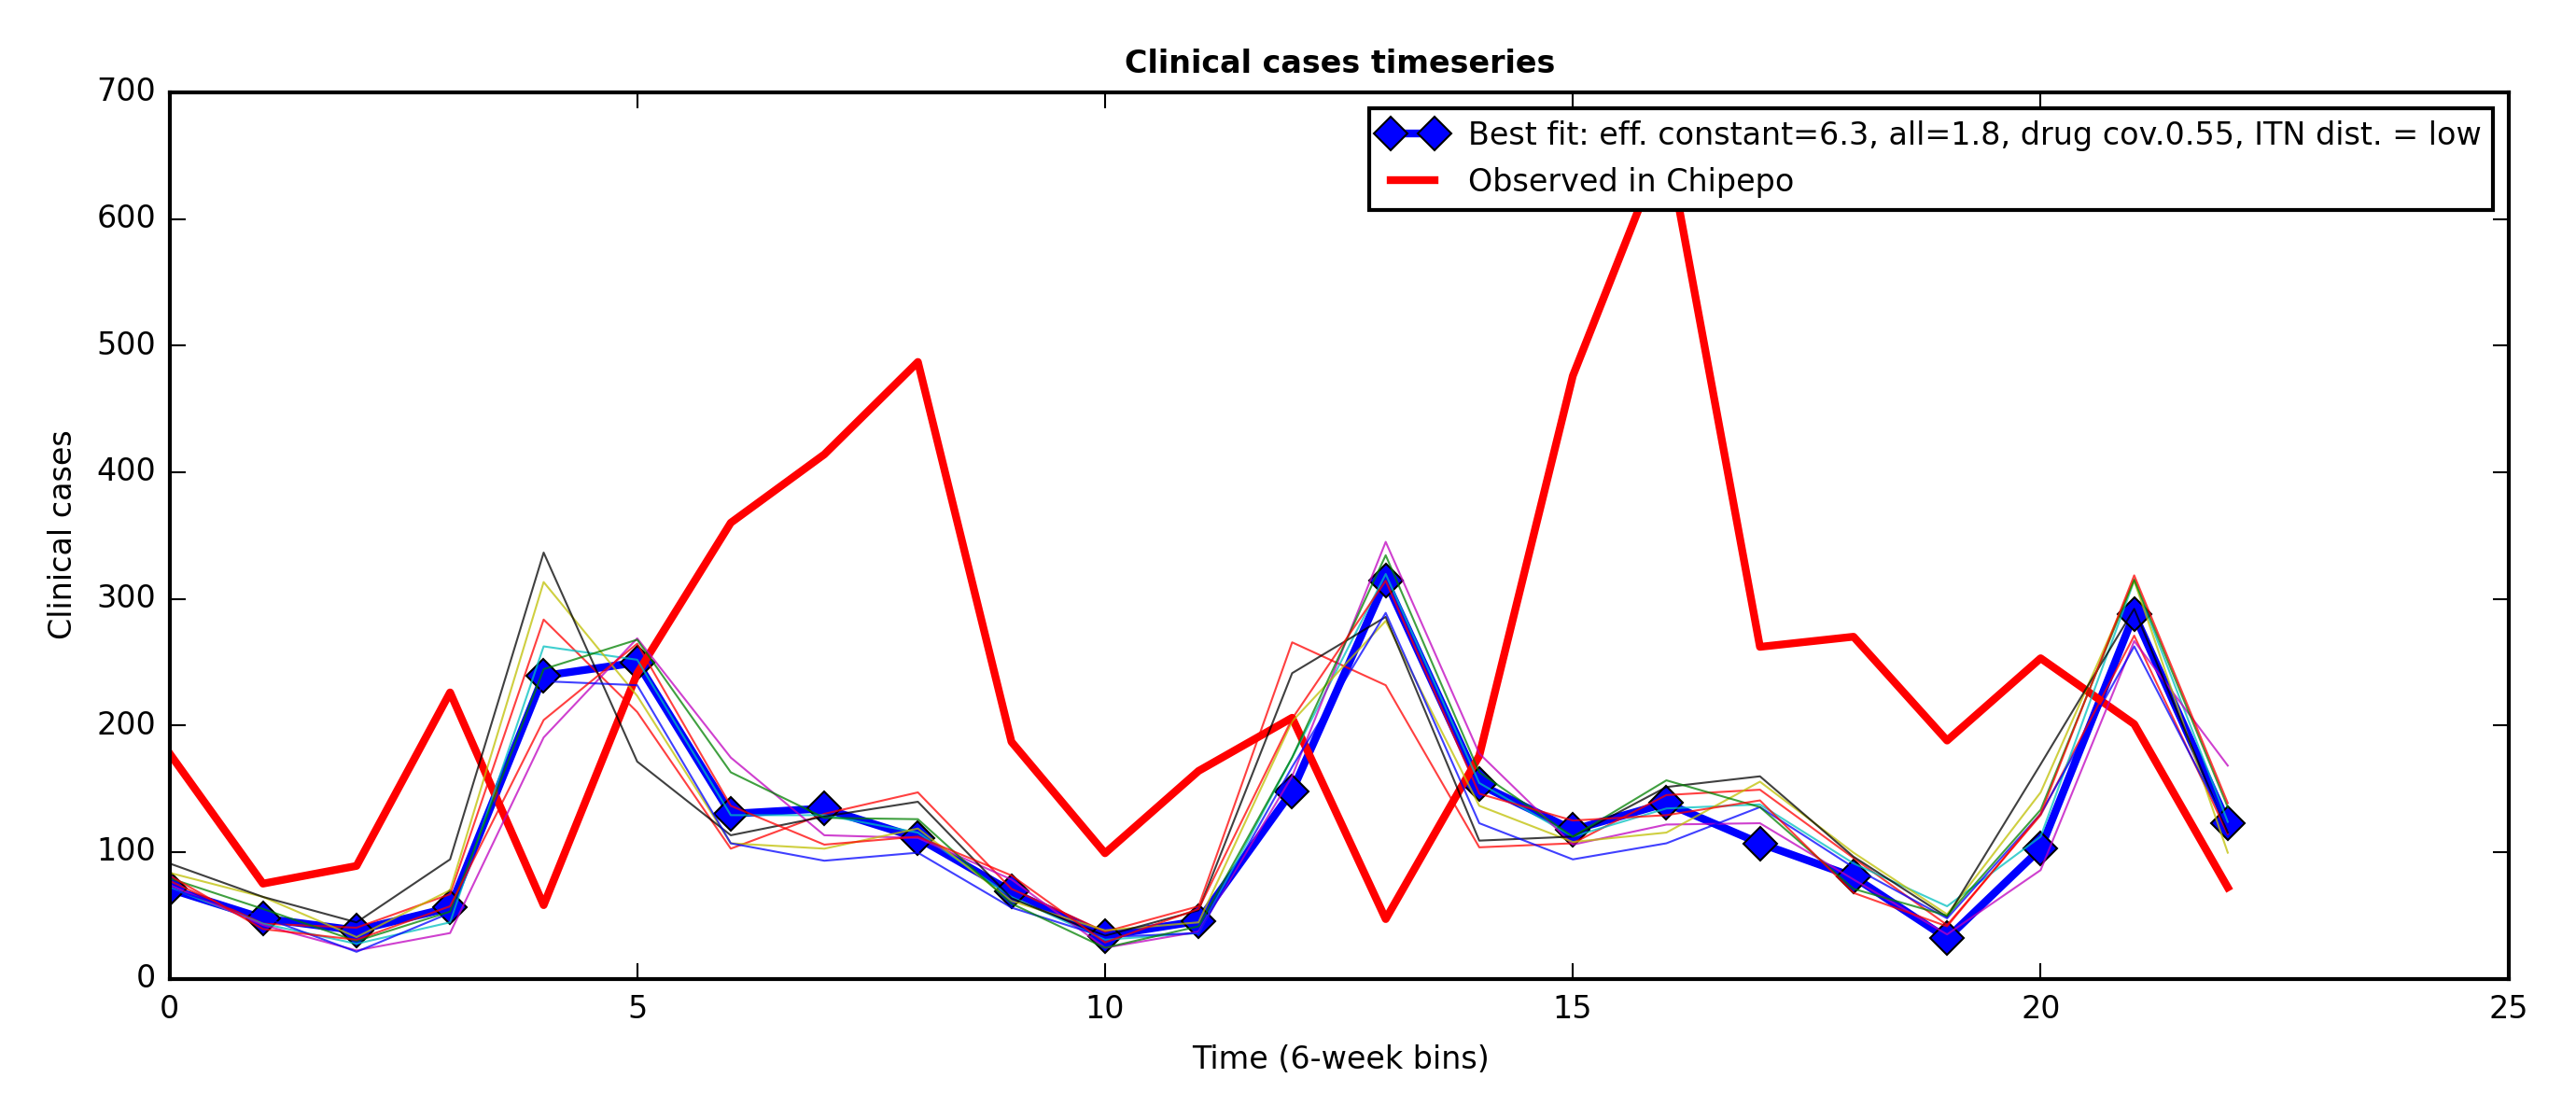 Clinical cases timeseries
700
600
500
400
300
200
100
0
Clinical cases
Best fit: eff. constant=6.3, all=1.8, drug cov.0.55, ITN dist. = low
Observed in Chipepo
0 5 10 15 20 25
Time (6-week bins)